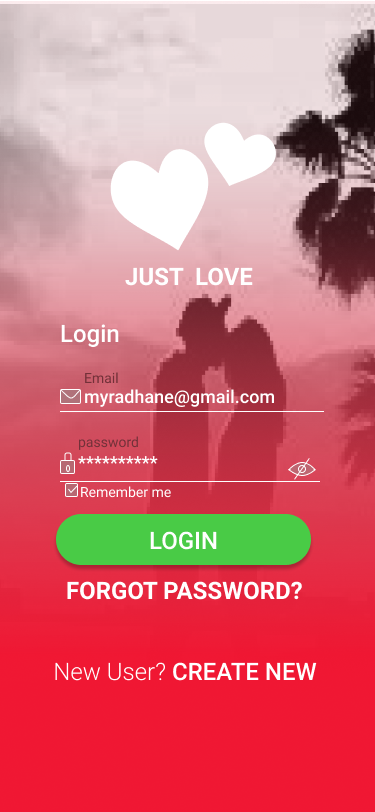 JUST LOVE
Login
Email
myradhane@gmail.com
password
**********
Remember me
LOGIN
FORGOT PASSWORD?
New User? CREATE NEW